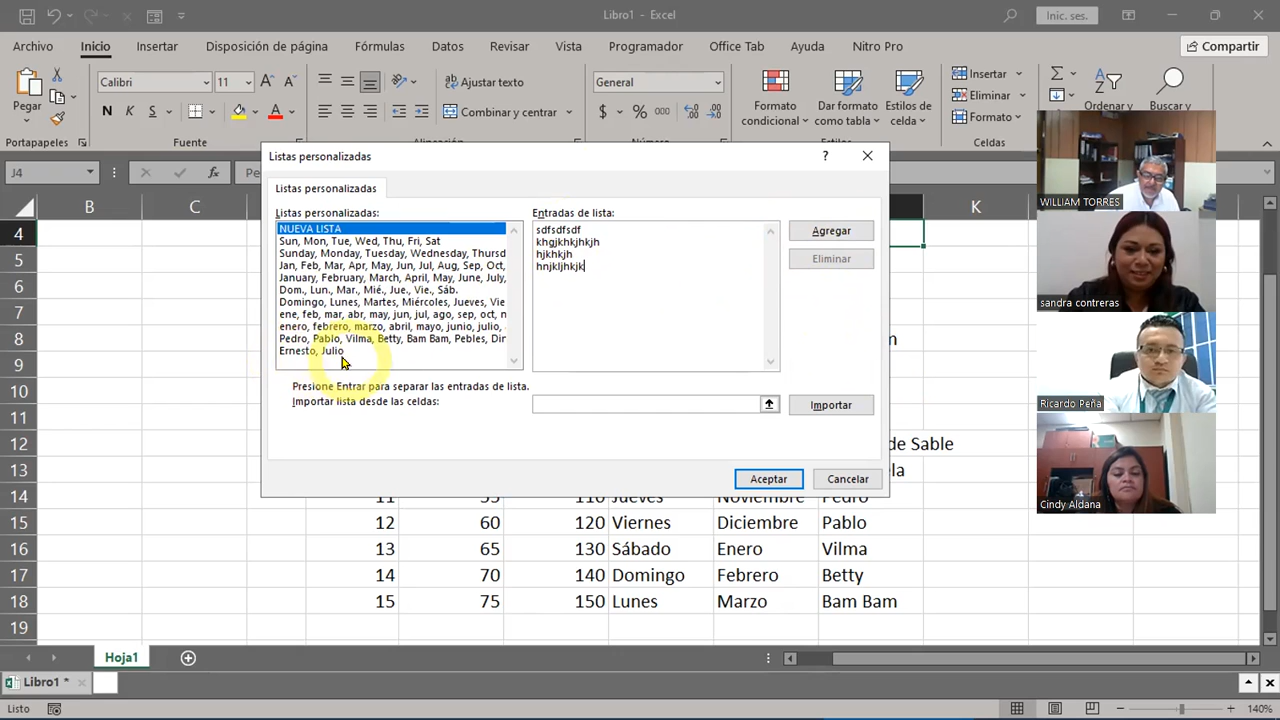 Libro1 - Excel
Inic. ses.
Archivo Inicio Insertar Disposición de página Fórmulas Datos Revisar Vista Programador Office Tab Ayuda Nitro Pro
Compartir
Pegar
Calibri 11
N K S
Ajustar texto
Combinar y centrar
General
$ % 000
Formato condicional
Dar formato como tabla
Estilos de celda
Insertar
Eliminar
Formato
Ordenar y
Buscar y
Portapapeles Fuente Celdas
J4
fx
B C K
Listas personalizadas
?
Listas personalizadas
Listas personalizadas:
NUEVA LISTA
Sun, Mon, Tue, Wed, Thu, Fri, Sat
Sunday, Monday, Tuesday, Wednesday, Thursd
Jan, Feb, Mar, Apr, May, Jun, Jul, Aug, Sep, Oct,
January, February, March, April, May, June, July,
Dom., Lun., Mar., Mié., Jue., Vie., Sáb.
Domingo, Lunes, Martes, Miércoles, Jueves, Vie
ene, feb, mar, abr, may, jun, jul, ago, sep, oct, n
enero, febrero, marzo, abril, mayo, junio, julio,
Pedro, Pablo, Vilma, Betty, Bam Bam, Pebles, Din
Ernesto, Julio
Entradas de lista:
sdfsdfsdf
khgjkhkjhkjh
hjkhkjh
hnjkljhkjk
Agregar
Eliminar
Presione Entrar para separar las entradas de lista.
Importar lista desde las celdas:
Importar
Aceptar
Cancelar
4
5
6
7
8
9
10
11
12 de Sable
13
14 11 55 110 Jueves Noviembre Pedro
15 12 60 120 Viernes Diciembre Pablo
16 13 65 130 Sábado Enero Vilma
17 14 70 140 Domingo Febrero Betty
18 15 75 150 Lunes Marzo Bam Bam
19
WILLIAM TORRES
sandra contreras
Ricardo Peña
Cindy Aldana
Hoja1
Libro1 *
Listo
140%